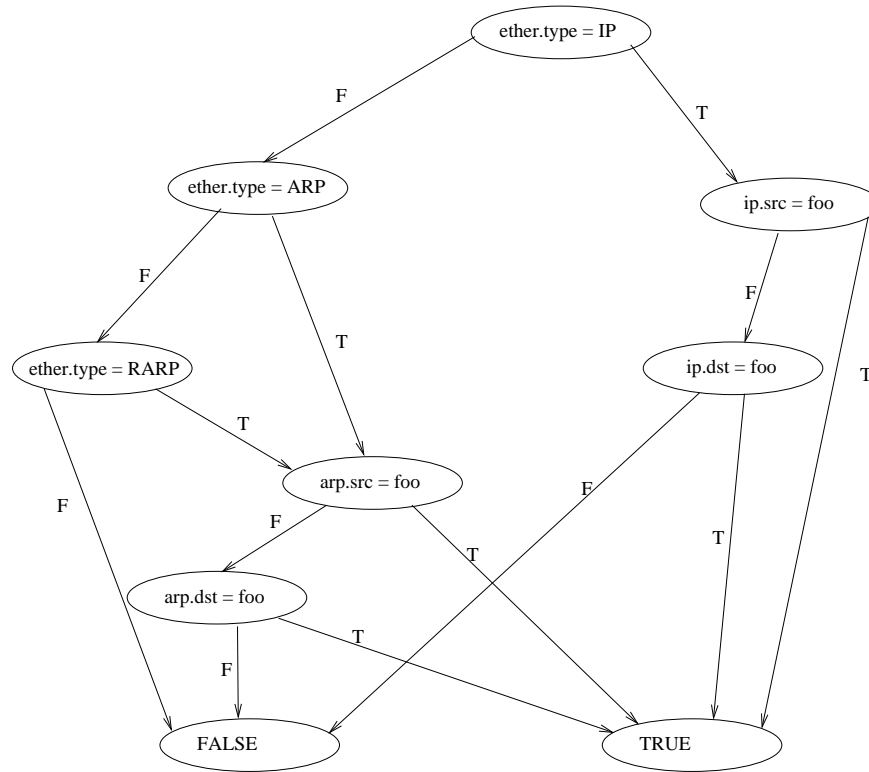 ether.type = IP
F
T
ether.type = ARP
ip.src = foo
F
F
T
ether.type = RARP
ip.dst = foo
T
T
arp.src = foo
F
F
F
T
T
arp.dst = foo
T
F
FALSE
TRUE